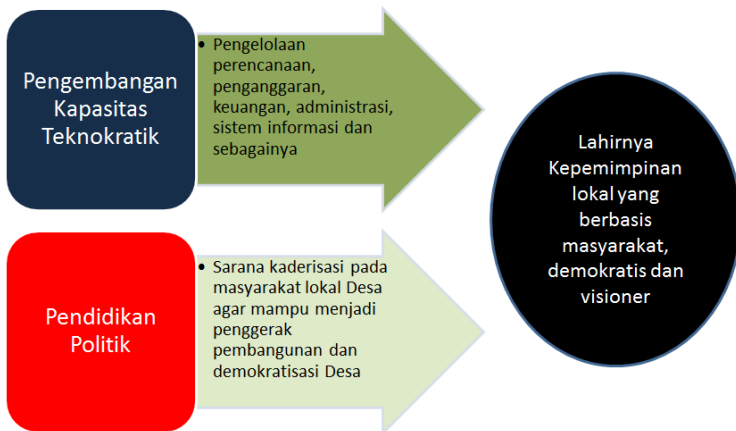 Pengembangan
Kapasitas
Teknokratik
• Pengelolaan
perencanaan,
penganggaran,
keuangan, administrasi,
sistem informasi dan
sebagainya
Pendidikan
Politik
• Sarana kaderisasi pada
masyarakat lokal Desa
agar mampu menjadi
penggerak
pembangunan dan
demokratisasi Desa
Lahirnya
Kepemimpinan
lokal yang
berbasis
masyarakat,
demokratis dan
visioner